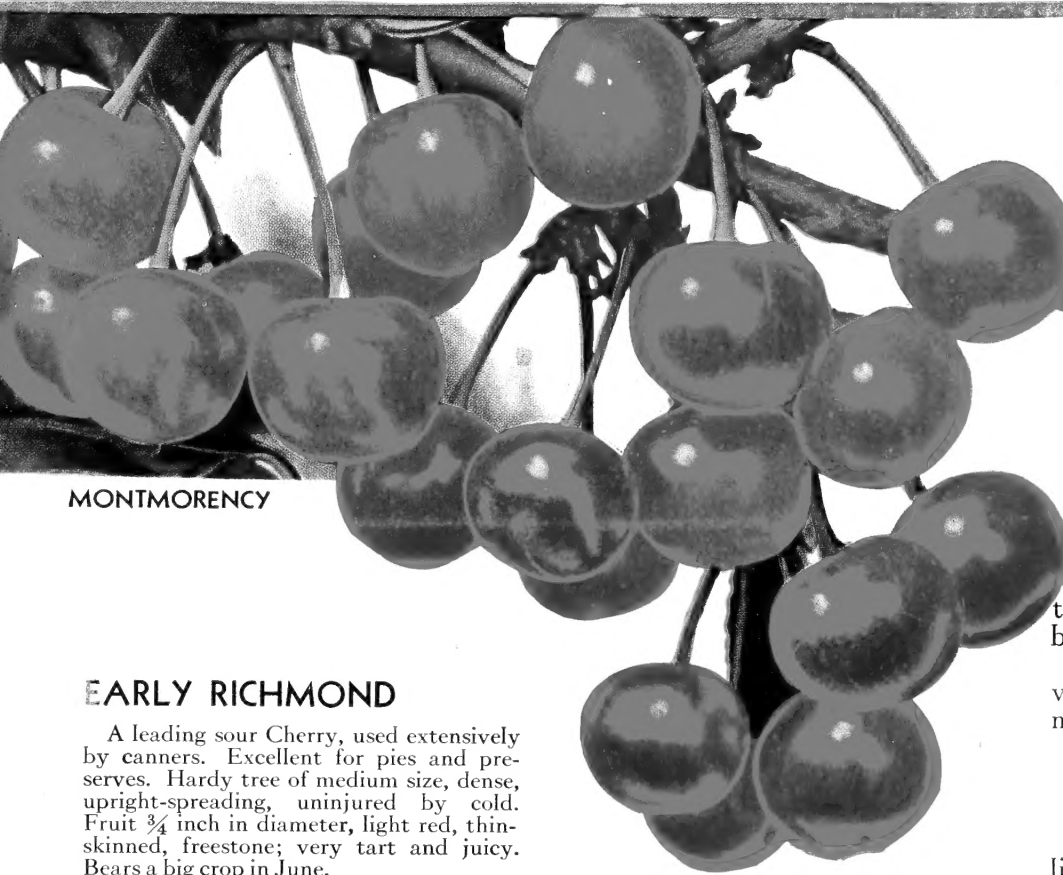 MONTMORENCY
EARLY RICHMOND
A leading sour Cherry, used extensively
by canners. Excellent for pies and pre-
serves. Hardy tree of medium size, dense,
upright-spreading, uninjured by cold.
Fruit ¾ inch in diameter, light red, thin-
skinned, freestone; very tart and juicy.
Bears a big crop in June.